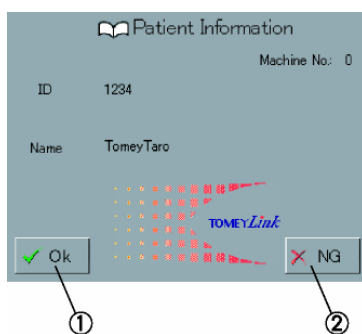 Patient Information
Machine No.: 0
ID 1234
Name TomeyTaro
TOMEYLink
Ok NG
① ②